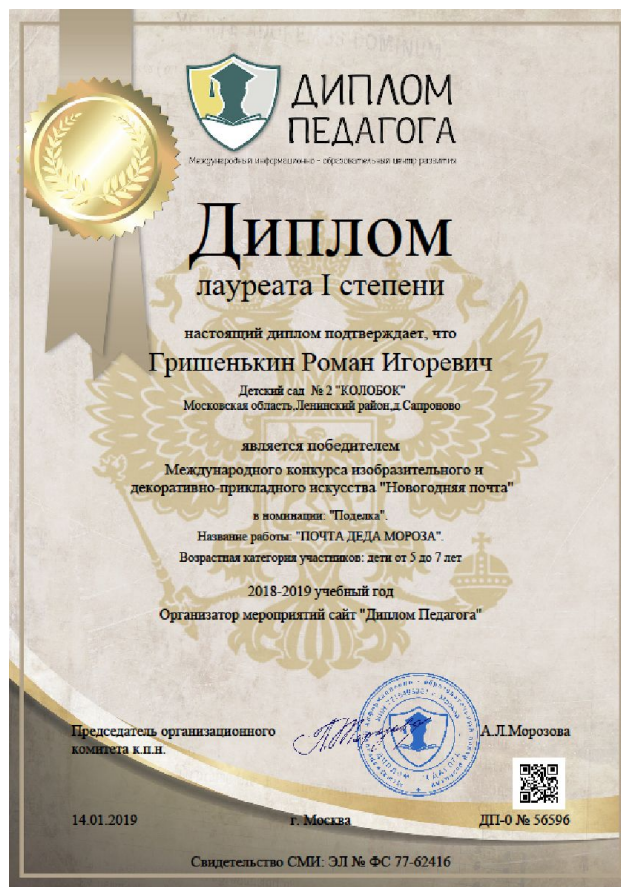 ДИПЛОМ
ПЕДАГОГА
Международный информационно - образовательный центр развития
Диплом
лауреата I степени
настоящий диплом подтверждает, что
Гришенькин Роман Игоревич
Детский сад № 2 "КОЛОБОК"
Московская область,Ленинский район,д.Сапроново
является победителем
Международного конкурса изобразительного и
декоративно-прикладного искусства "Новогодняя почта"
в номинации: "Поделка".
Название работы: "ПОЧТА ДЕДА МОРОЗА".
Возрастная категория участников: дети от 5 до 7 лет
2018-2019 учебный год
Организатор мероприятий сайт "Диплом Педагога"
Председатель организационного
комитета к.п.н.
А.Л.Морозова
14.01.2019
г. Москва
ДП-0 № 56596
Свидетельство СМИ: ЭЛ № ФС 77-62416